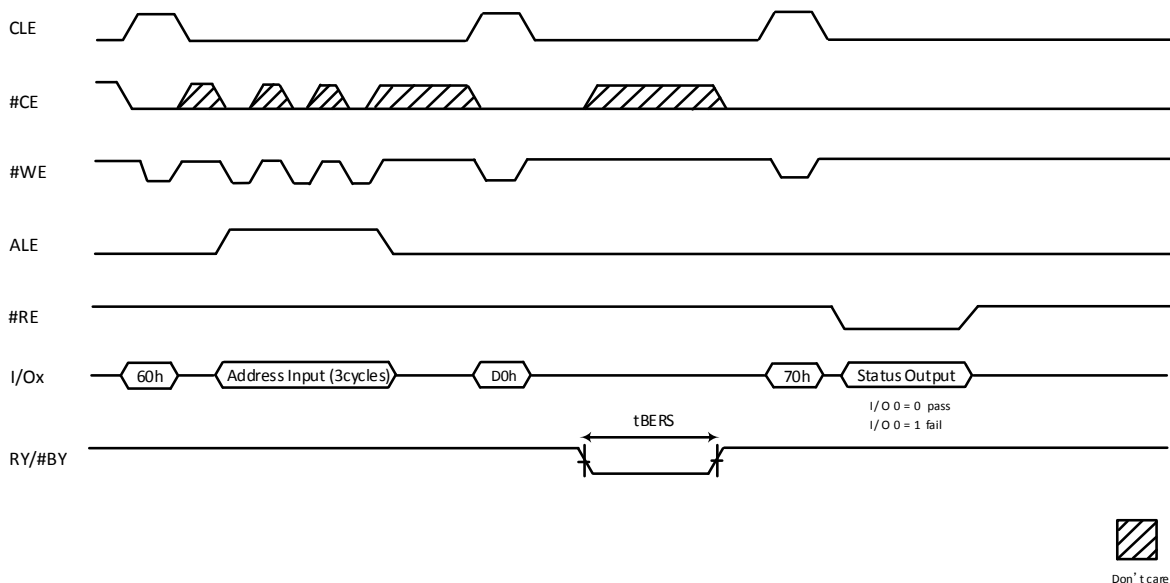 CLE
#CE
#WE
ALE
#RE
I/Ox 60h Address Input (3cycles) D0h 70h Status Output
I/O 0 = 0 pass
I/O 0 = 1 fail
tBERS
RY/#BY
Don't care